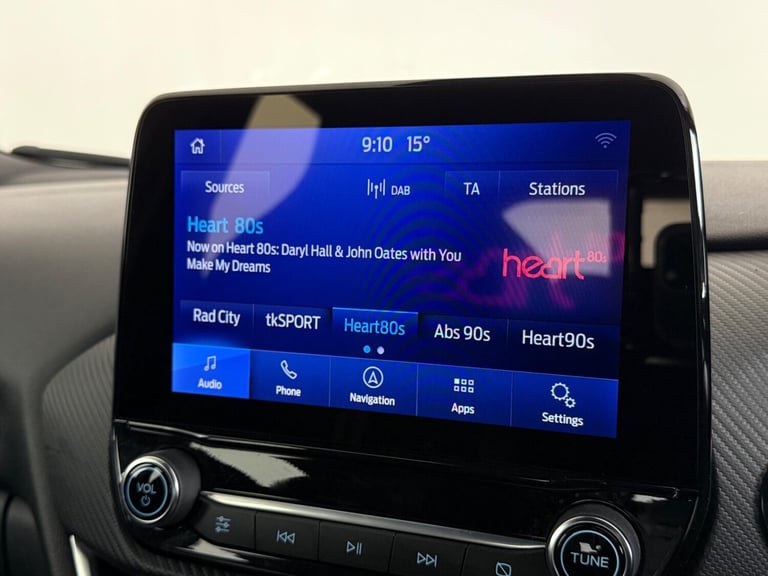 9:10 15°
Sources DAB TA Stations
Heart 80s
Now on Heart 80s: Daryl Hall & John Oates with You
Make My Dreams
heart 80s
Rad City tkSPORT Heart80s Abs 90s Heart90s
Audio Phone Navigation Apps Settings
VOL
TUNE